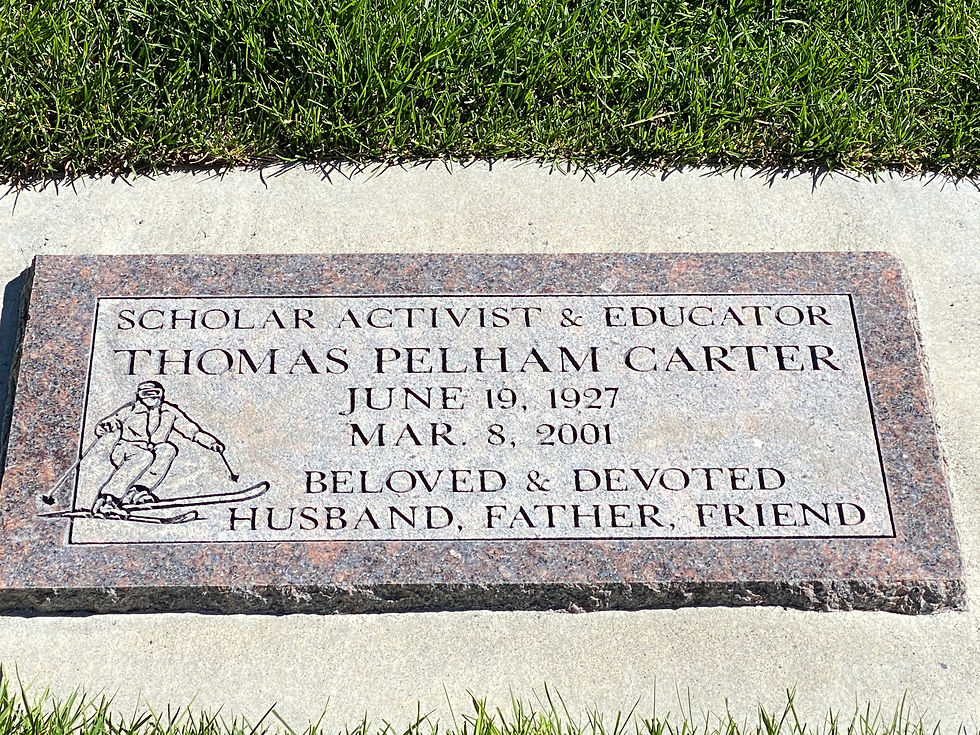 SCHOLAR ACTIVIST & EDUCATOR
THOMAS PELHAM CARTER
JUNE 19, 1927
MAR. 8, 2001
BELOVED & DEVOTED
HUSBAND, FATHER, FRIEND